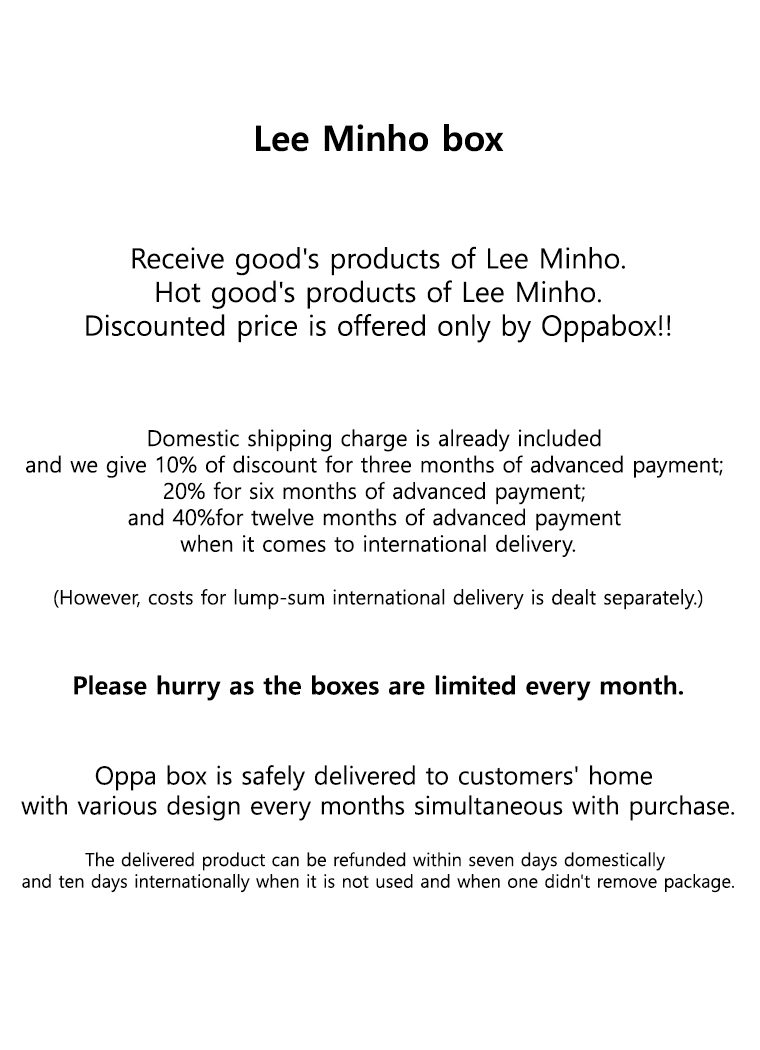 Lee Minho box
Receive good's products of Lee Minho.
Hot good's products of Lee Minho.
Discounted price is offered only by Oppabox!!
Domestic shipping charge is already included
and we give 10% of discount for three months of advanced payment;
20% for six months of advanced payment;
and 40%for twelve months of advanced payment
when it comes to international delivery.
(However, costs for lump-sum international delivery is dealt separately.)
Please hurry as the boxes are limited every month.
Oppa box is safely delivered to customers' home
with various design every months simultaneous with purchase.
The delivered product can be refunded within seven days domestically
and ten days internationally when it is not used and when one didn't remove package.